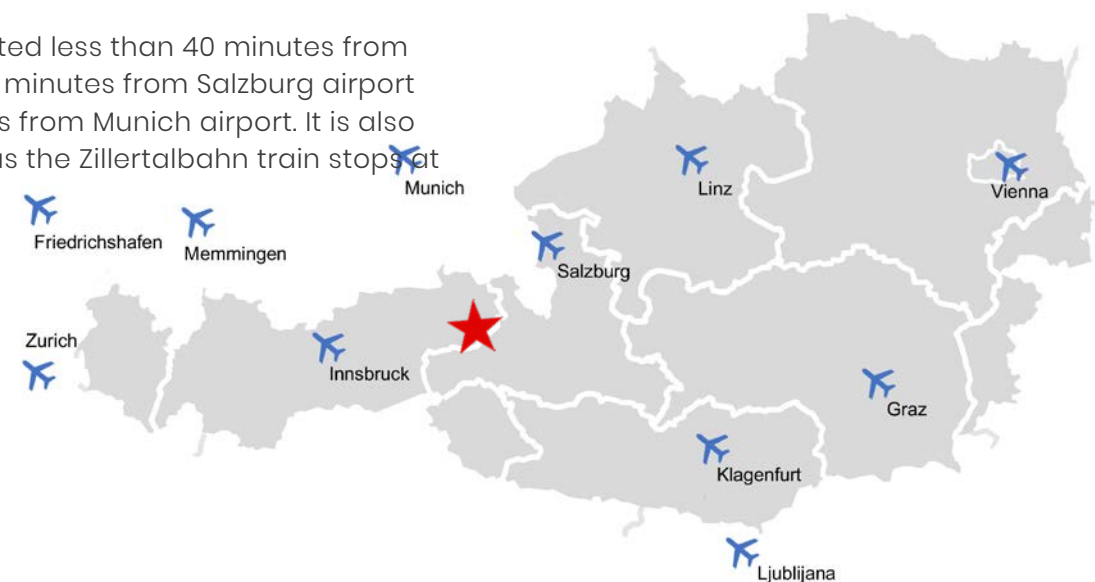 ted less than 40 minutes from
minutes from Salzburg airport
s from Munich airport. It is also
as the Zillertalbahn train stops at
Munich
Linz
Vienna
Friedrichshafen
Memmingen
Salzburg
Zurich
Innsbruck
Graz
Klagenfurt
Ljublijana